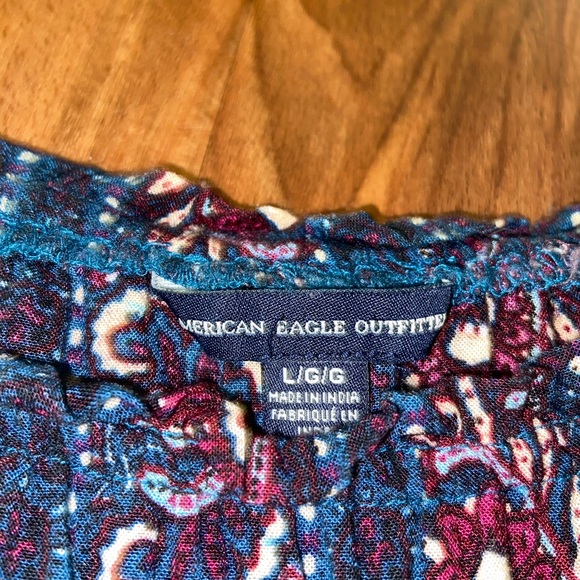 MERICAN EAGLE OUTFITTE
L/G/G
MADE IN INDIA
FABRIQUÉ EN